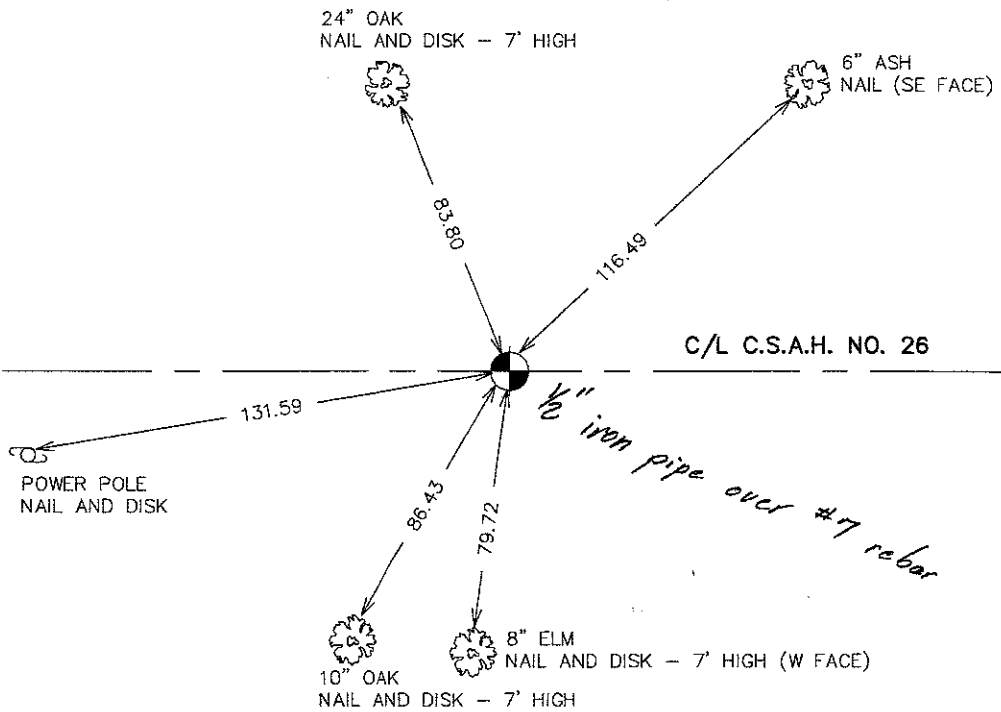 24" OAK
NAIL AND DISK – 7' HIGH
6" ASH
NAIL (SE FACE)
83.80
116.49
C/L C.S.A.H. NO. 26
131.59
1/2" iron pipe over #7 rebar
POWER POLE
NAIL AND DISK
86.43
79.72
8" ELM
NAIL AND DISK – 7' HIGH (W FACE)
10" OAK
NAIL AND DISK – 7' HIGH